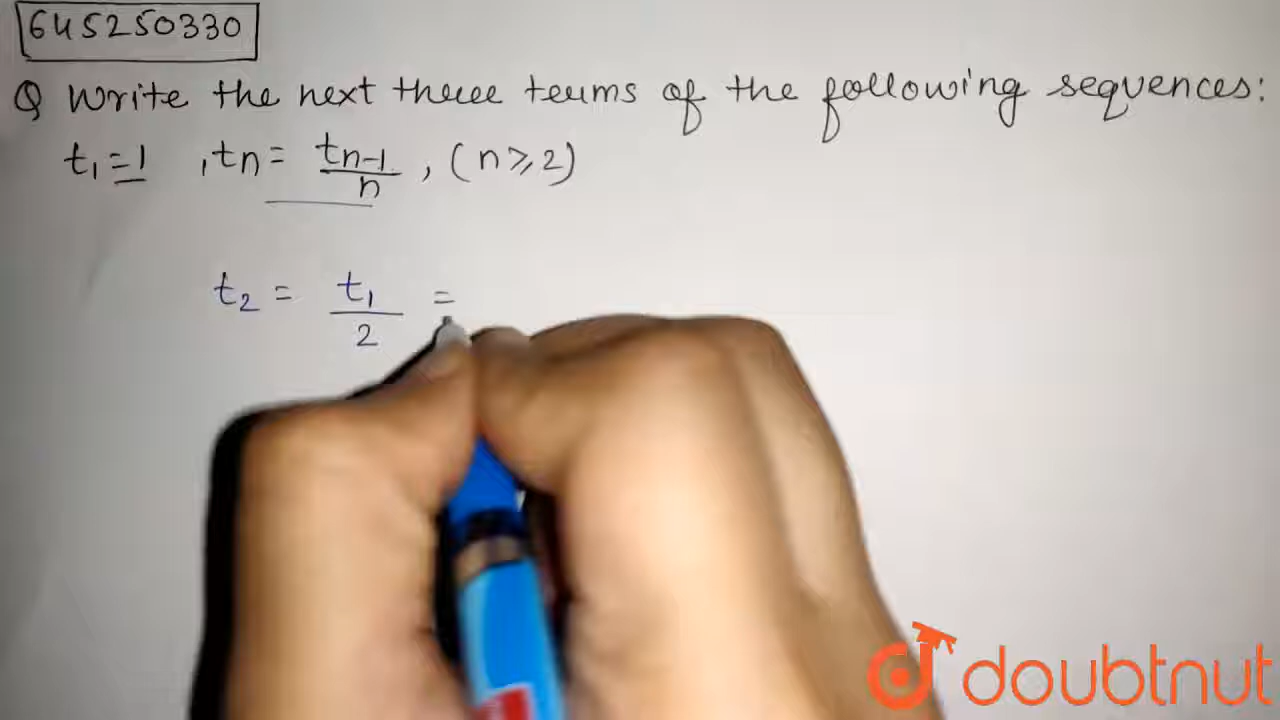 645250330
Q Write the next three terms of the following sequences:
t₁=1 , tn = tn-1/n , (n⩾2)
t₂ = t₁/2 =
doubtnut